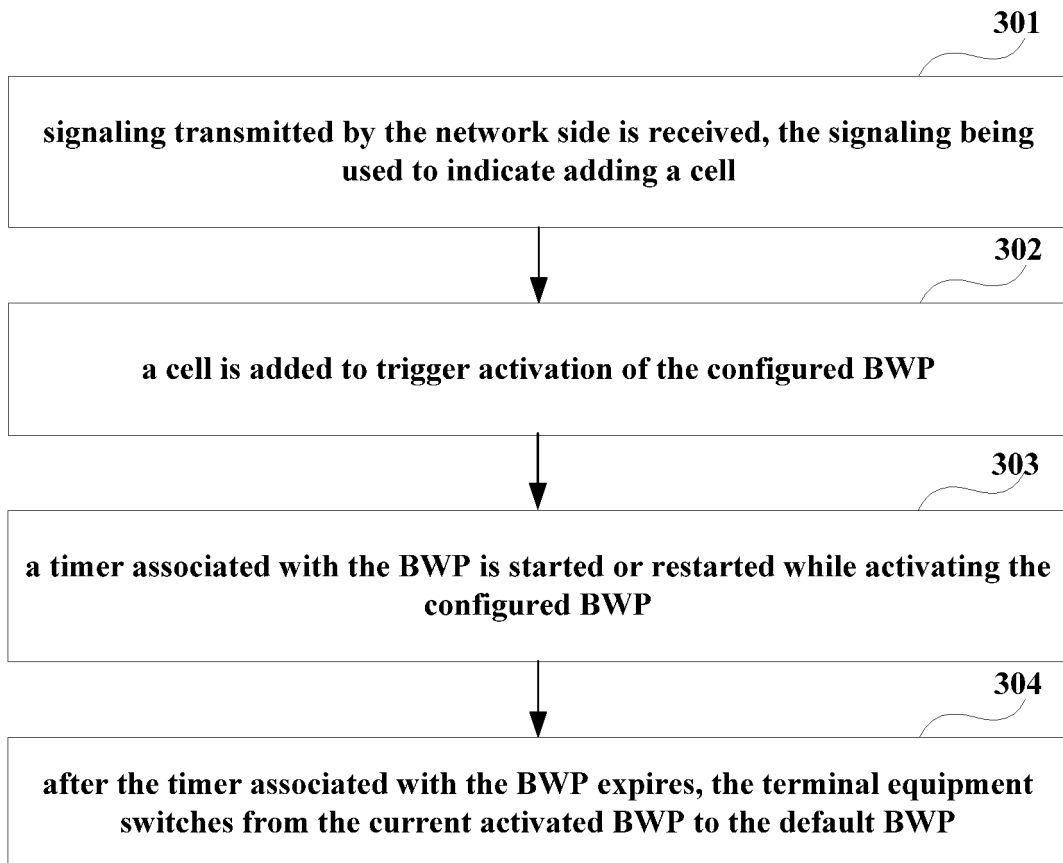 301
signaling transmitted by the network side is received, the signaling being
used to indicate adding a cell
302
a cell is added to trigger activation of the configured BWP
303
a timer associated with the BWP is started or restarted while activating the
configured BWP
304
after the timer associated with the BWP expires, the terminal equipment
switches from the current activated BWP to the default BWP